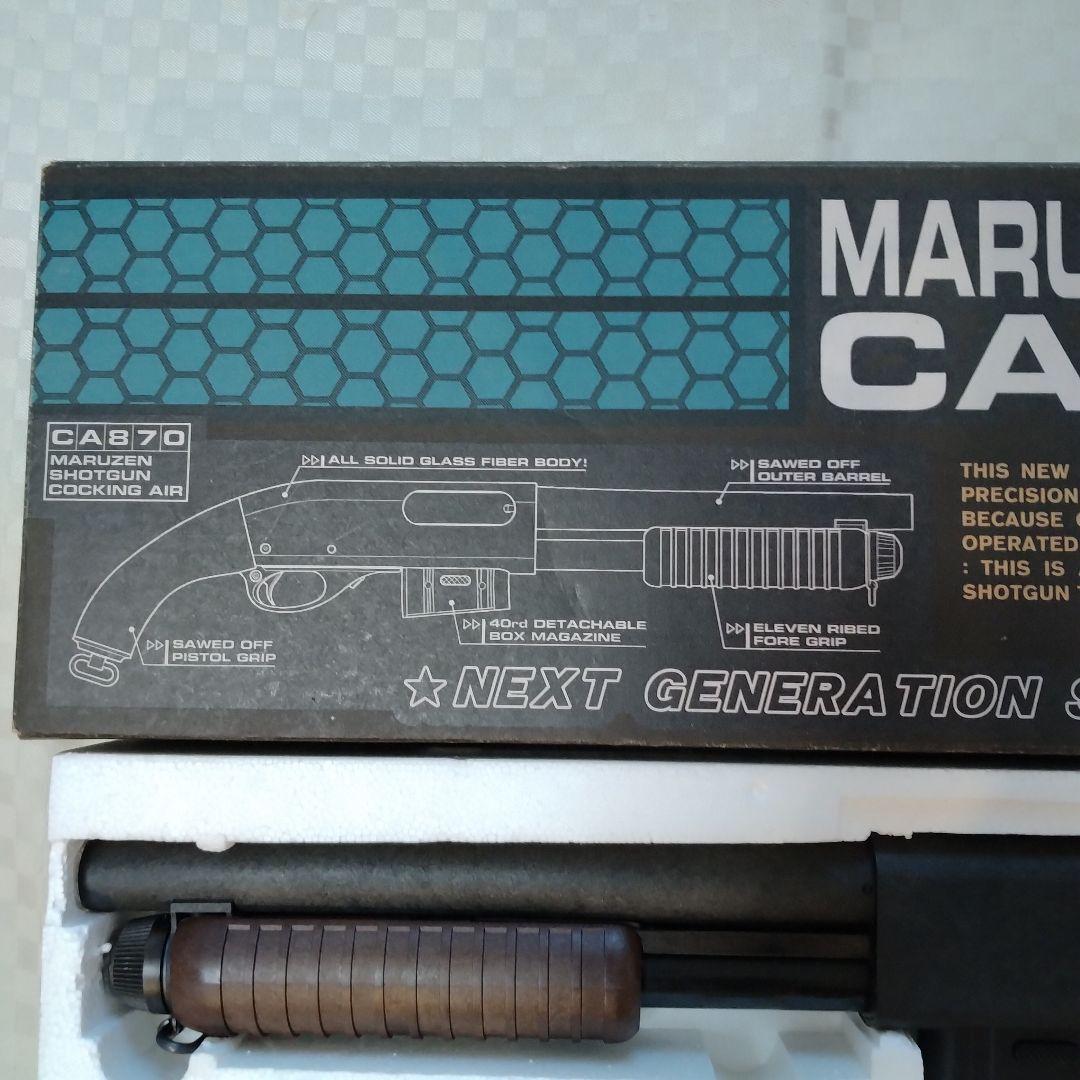 MARU
CA
CA870
MARUZEN
SHOTGUN
COCKING AIR
ALL SOLID GLASS FIBER BODY!
SAWED OFF
OUTER BARREL
THIS NEW
PRECISION
BECAUSE
OPERATED
: THIS IS
SHOTGUN
40rd DETACHABLE
BOX MAGAZINE
ELEVEN RIBED
FORE GRIP
SAWED OFF
PISTOL GRIP
☆NEXT GENERATION